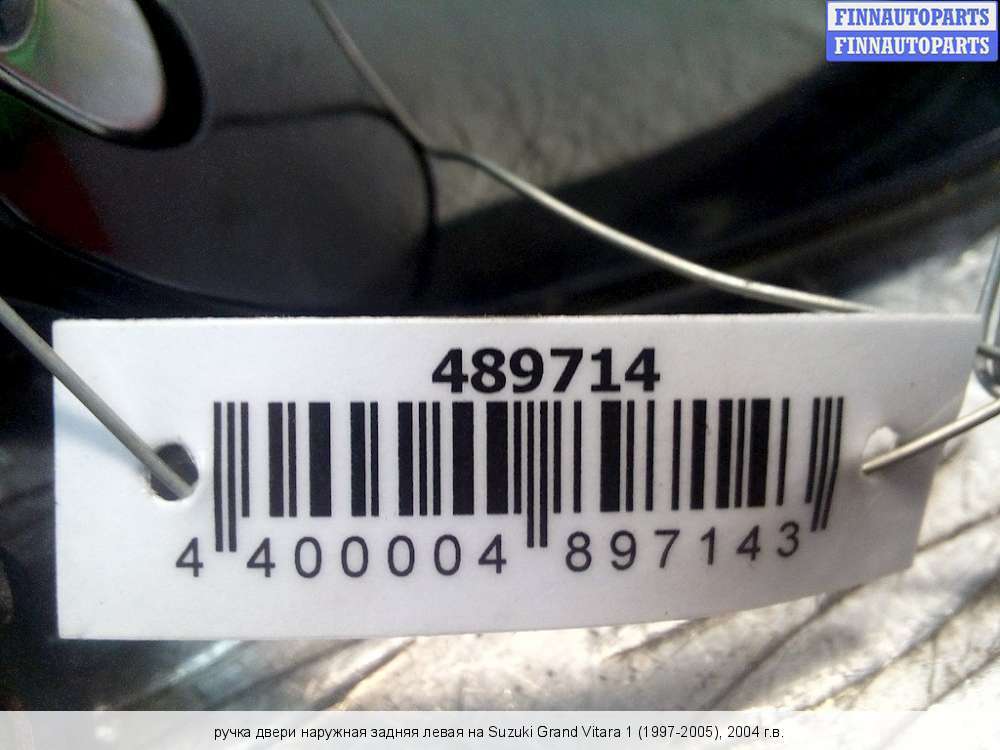 FINNAUTOPARTS
FINNAUTOPARTS
489714
4 400004 897143
ручка двери наружная задняя левая на Suzuki Grand Vitara 1 (1997-2005), 2004 г.в.